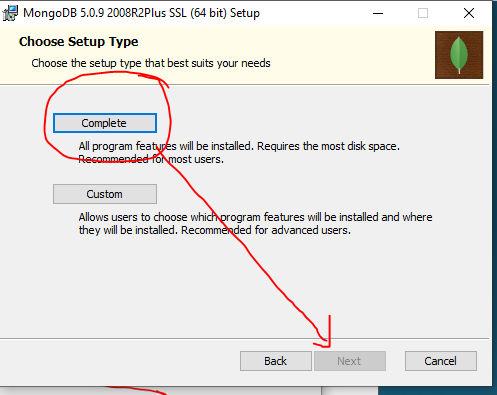 MongoDB 5.0.9 2008R2Plus SSL (64 bit) Setup
Choose Setup Type
Choose the setup type that best suits your needs
Complete
All program features will be installed. Requires the most disk space.
Recommended for most users.
Custom
Allows users to choose which program features will be installed and where
they will be installed. Recommended for advanced users.
Back Next Cancel